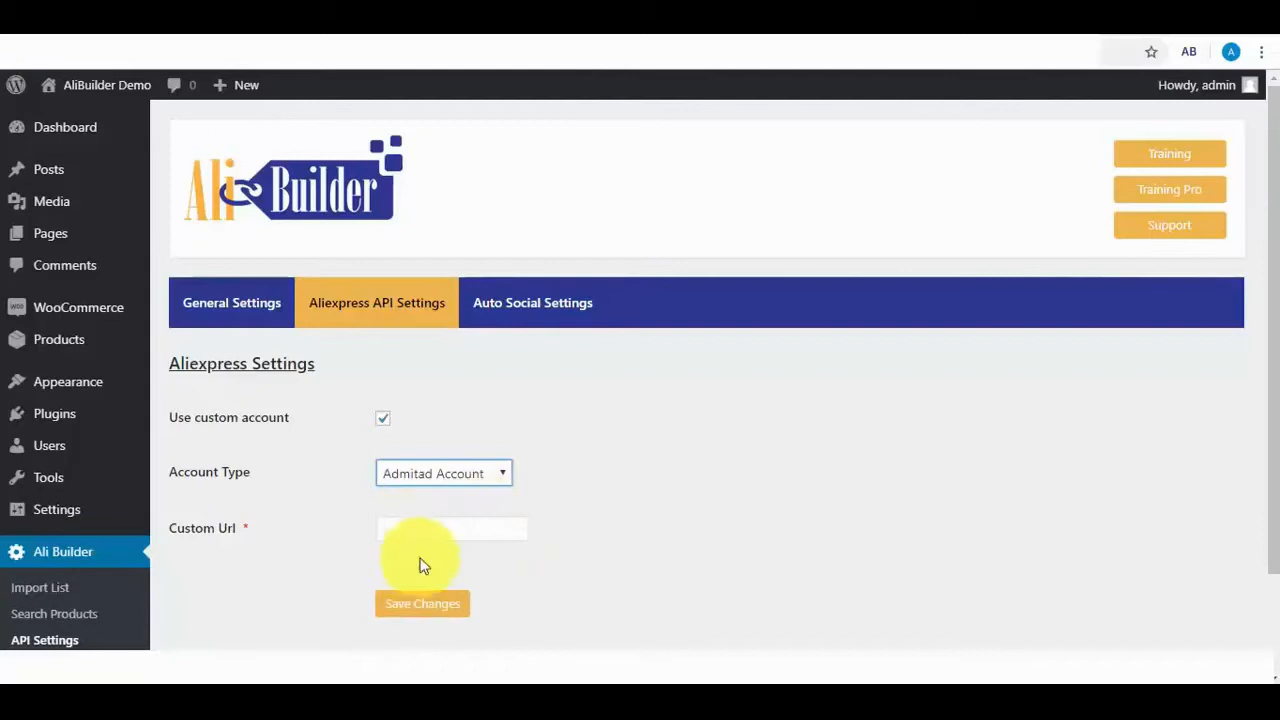 AB
A
AliBuilder Demo
0
New
Howdy, admin
Dashboard
Posts
Media
Pages
Comments
WooCommerce
Products
Appearance
Plugins
Users
Tools
Settings
Ali Builder
Import List
Search Products
API Settings
Ali Builder
Training
Training Pro
Support
General Settings
Aliexpress API Settings
Auto Social Settings
Aliexpress Settings
Use custom account
Account Type
Admitad Account
Custom Url *
Save Changes